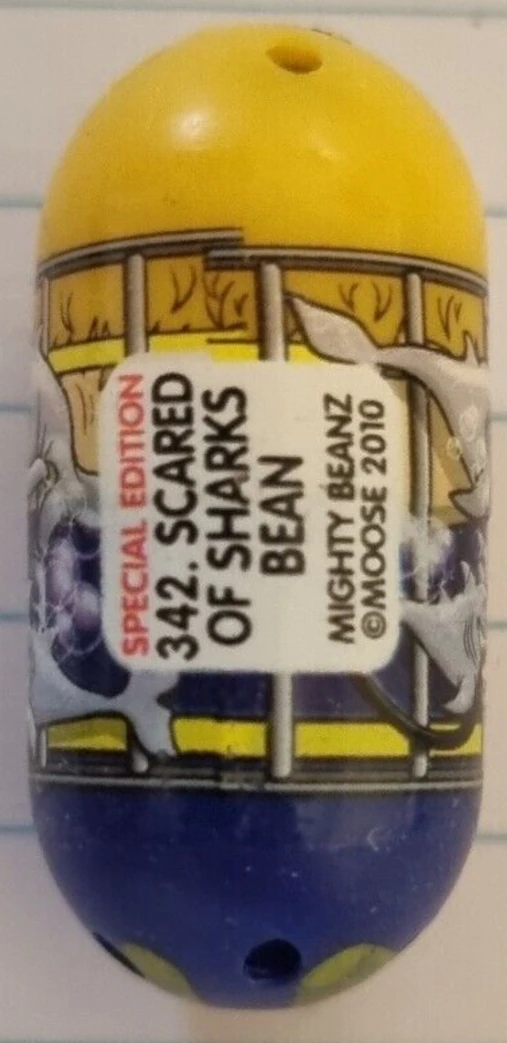 SPECIAL EDITION
342. SCARED
OF SHARKS
BEAN
MIGHTY BEANZ
©MOOSE 2010